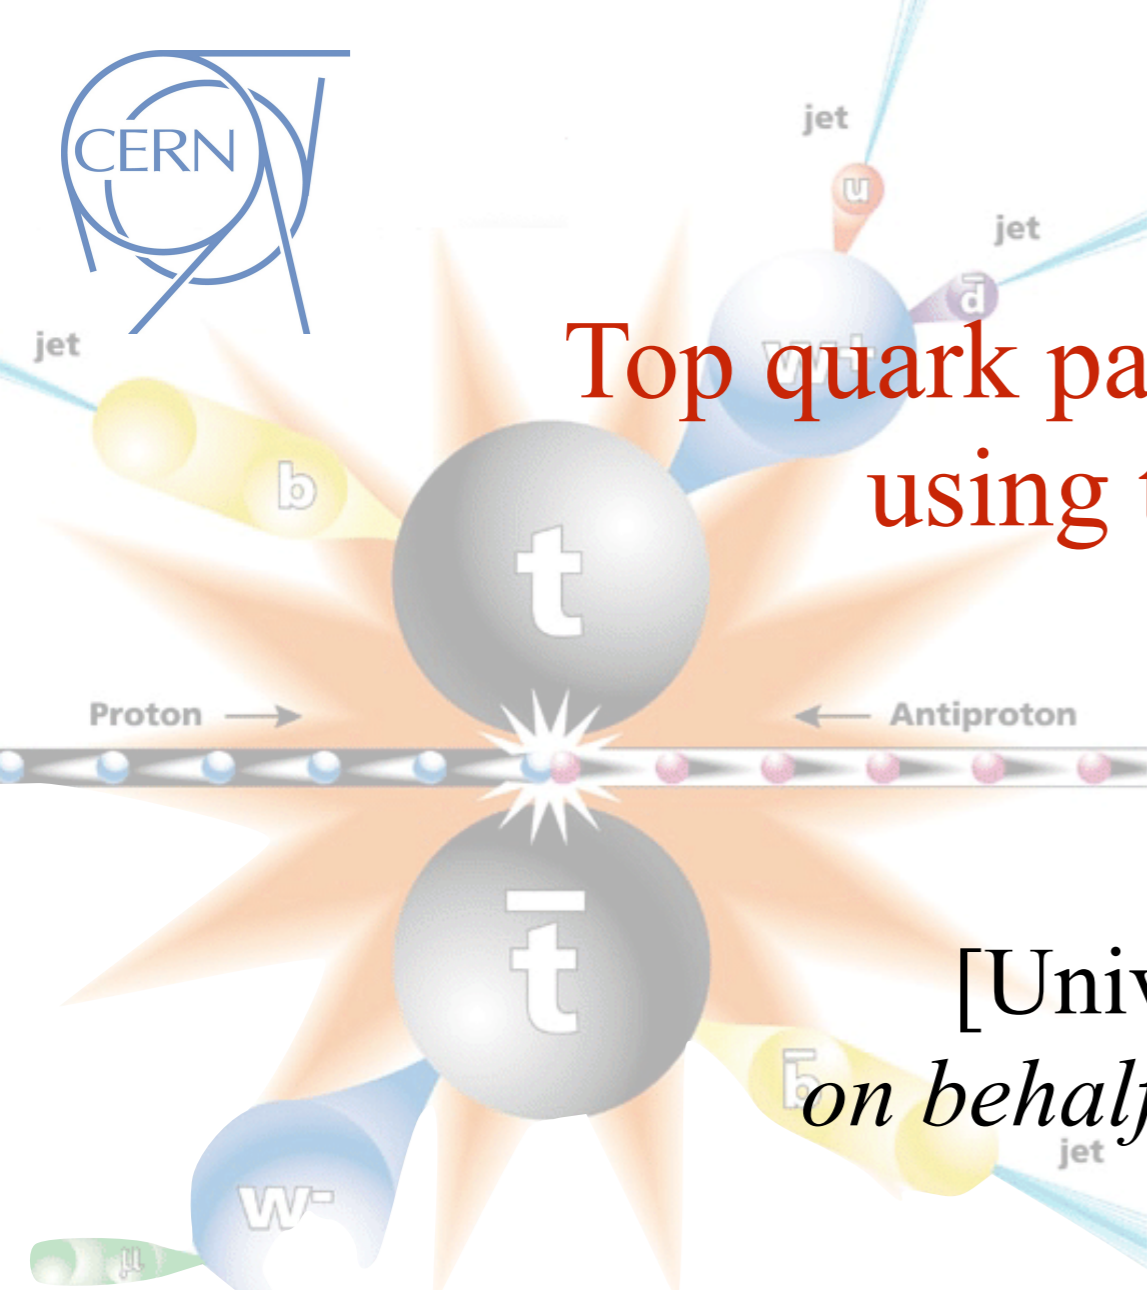 CERN
jet
u
jet
d̅
W+
jet
Top quark pa
using t
b
t
Proton
Antiproton
t̅
[Univ
on behalf
b̅
jet
W-
μ